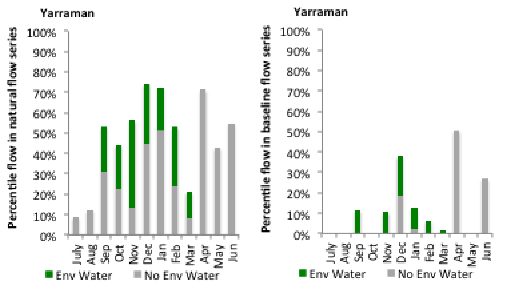 Yarraman
Percentile flow in natural flow series
100%
90%
80%
70%
60%
50%
40%
30%
20%
10%
0%
July
Aug
Sep
Oct
Nov
Dec
Jan
Feb
Mar
Apr
May
Jun
Env Water No Env Water
Yarraman
Percentile flow in baseline flow series
100%
90%
80%
70%
60%
50%
40%
30%
20%
10%
0%
July
Aug
Sep
Oct
Nov
Dec
Jan
Feb
Mar
Apr
May
Jun
Env Water No Env Water